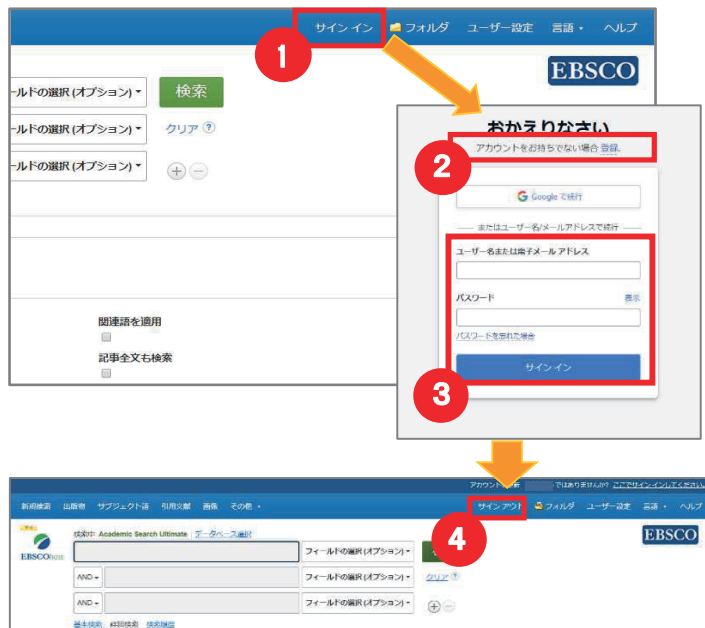 サインイン フォルダ ユーザー設定 言語 ヘルプ
1
EBSCO
ールドの選択 (オプション) 検索
ールドの選択 (オプション) クリア ?
ールドの選択 (オプション)
関連語を適用
記事全文も検索
おかえりなさい
アカウントをお持ちでない場合 登録.
2
G Google で続行
またはユーザー名/メールアドレスで続行
ユーザー名または電子メール アドレス
パスワード 表示
パスワードを忘れた場合
サインイン
3
ではありませんか? ここでサインインしてください.
新規検索 出版物 サブジェクト語 引用文献 画像 その他 サインアウト フォルダ ユーザー設定 言語 ヘルプ
4
EBSCOhost
検索中: Academic Search Ultimate データベース選択
EBSCO
フィールドの選択 (オプション)
AND フィールドの選択 (オプション) クリア ?
AND フィールドの選択 (オプション)
基本検索 詳細検索 検索履歴